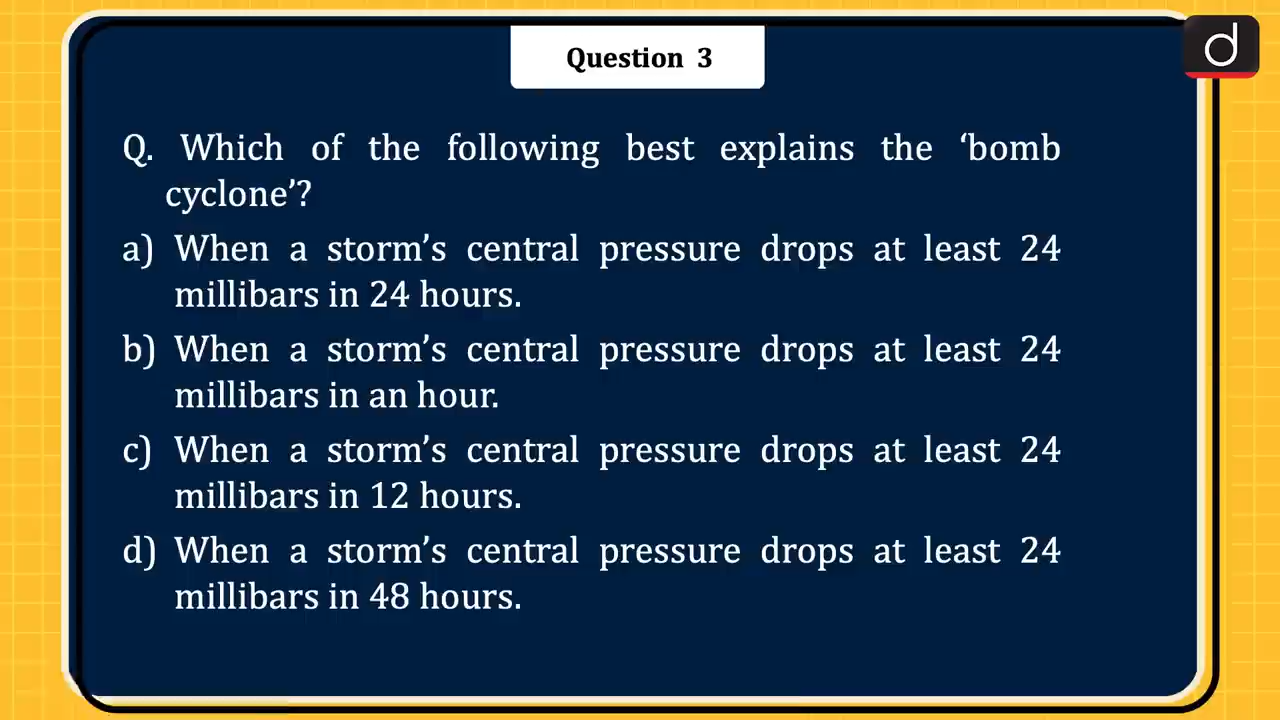 Question 3
d
Q. Which of the following best explains the ‘bomb
cyclone’?
a) When a storm’s central pressure drops at least 24
millibars in 24 hours.
b) When a storm’s central pressure drops at least 24
millibars in an hour.
c) When a storm’s central pressure drops at least 24
millibars in 12 hours.
d) When a storm’s central pressure drops at least 24
millibars in 48 hours.